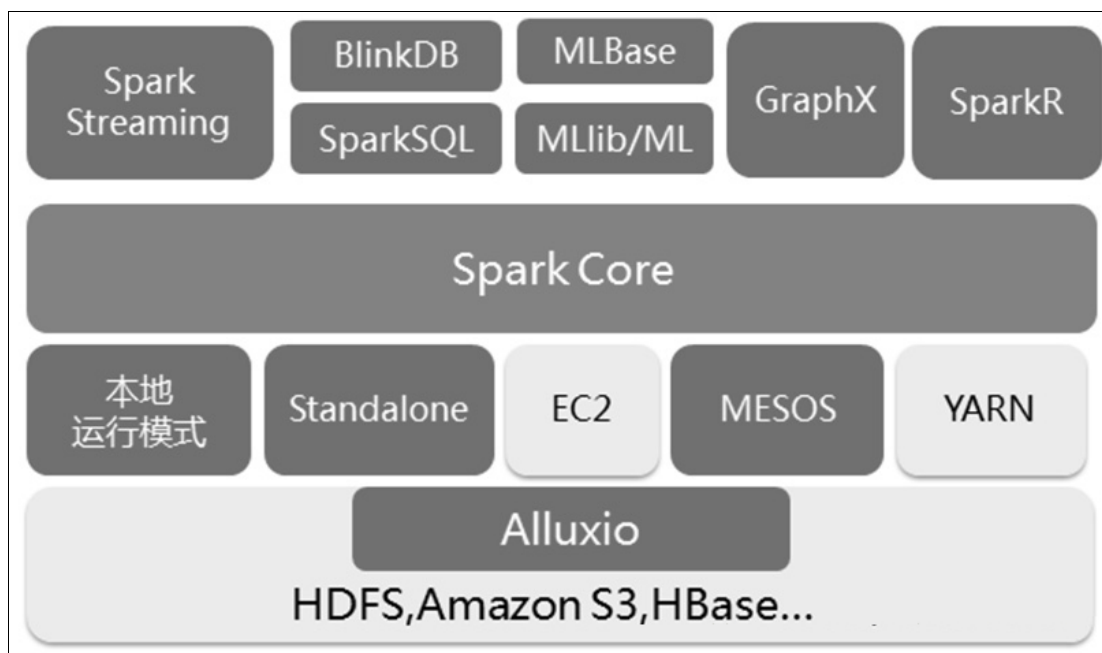 Spark
Streaming
BlinkDB
MLBase
SparkSQL
MLlib/ML
GraphX
SparkR
Spark Core
本地
运行模式
Standalone
EC2
MESOS
YARN
Alluxio
HDFS,Amazon S3,HBase...